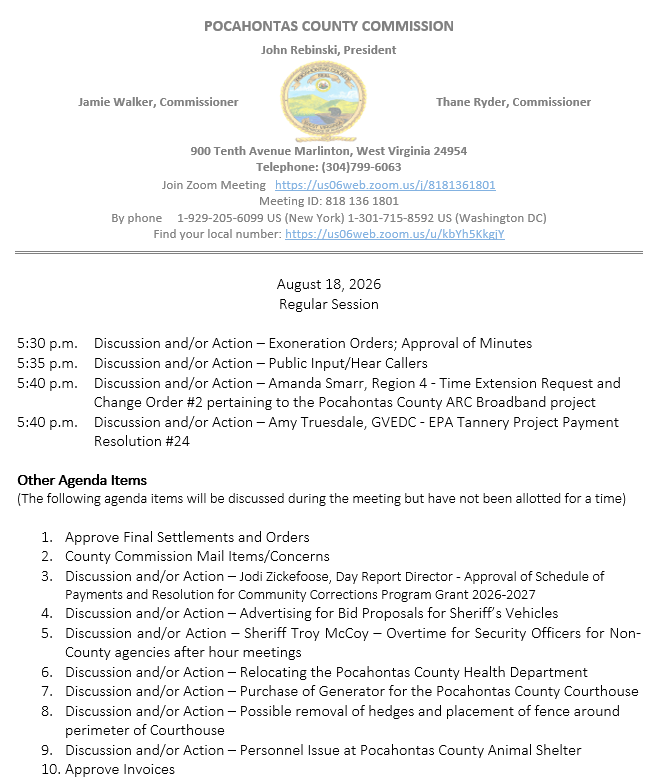 POCAHONTAS COUNTY COMMISSION
John Rebinski, President
Jamie Walker, Commissioner
Thane Ryder, Commissioner
900 Tenth Avenue Marlinton, West Virginia 24954
Telephone: (304)799-6063
Join Zoom Meeting https://us06web.zoom.us/j/8181361801
Meeting ID: 818 136 1801
By phone 1-929-205-6099 US (New York) 1-301-715-8592 US (Washington DC)
Find your local number: https://us06web.zoom.us/u/kbYh5KkgjY
August 18, 2026
Regular Session
5:30 p.m. Discussion and/or Action – Exoneration Orders; Approval of Minutes
5:35 p.m. Discussion and/or Action – Public Input/Hear Callers
5:40 p.m. Discussion and/or Action – Amanda Smarr, Region 4 - Time Extension Request and
Change Order #2 pertaining to the Pocahontas County ARC Broadband project
5:40 p.m. Discussion and/or Action – Amy Truesdale, GVEDC - EPA Tannery Project Payment
Resolution #24
Other Agenda Items
(The following agenda items will be discussed during the meeting but have not been allotted for a time)
1. Approve Final Settlements and Orders
2. County Commission Mail Items/Concerns
3. Discussion and/or Action – Jodi Zickefoose, Day Report Director - Approval of Schedule of
Payments and Resolution for Community Corrections Program Grant 2026-2027
4. Discussion and/or Action – Advertising for Bid Proposals for Sheriff's Vehicles
5. Discussion and/or Action – Sheriff Troy McCoy – Overtime for Security Officers for Non-
County agencies after hour meetings
6. Discussion and/or Action – Relocating the Pocahontas County Health Department
7. Discussion and/or Action – Purchase of Generator for the Pocahontas County Courthouse
8. Discussion and/or Action – Possible removal of hedges and placement of fence around
perimeter of Courthouse
9. Discussion and/or Action – Personnel Issue at Pocahontas County Animal Shelter
10. Approve Invoices